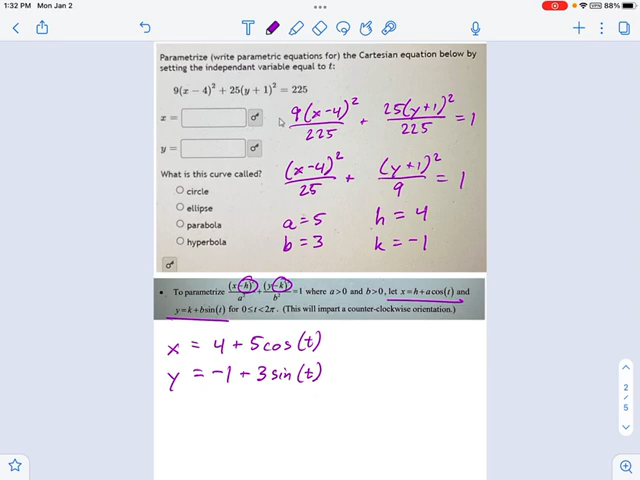 1:32 PM Mon Jan 2
88%
Parametrize (write parametric equations for) the Cartesian equation below by
setting the independant variable equal to t:
9(x − 4)² + 25(y + 1)² = 225
x =
9(x-4)²/225 + 25(y+1)²/225 = 1
y =
What is this curve called?
(x-4)²/25 + (y+1)²/9 = 1
circle
ellipse
a = 5 h = 4
parabola
hyperbola
b = 3 k = -1
• To parametrize (x-h)²/a² + (y-k)²/b² = 1 where a > 0 and b > 0, let x = h + a cos(t) and
y = k + b sin(t) for 0 ≤ t < 2π. (This will impart a counter-clockwise orientation.)
x = 4 + 5 cos(t)
y = -1 + 3 sin(t)
2
/
5